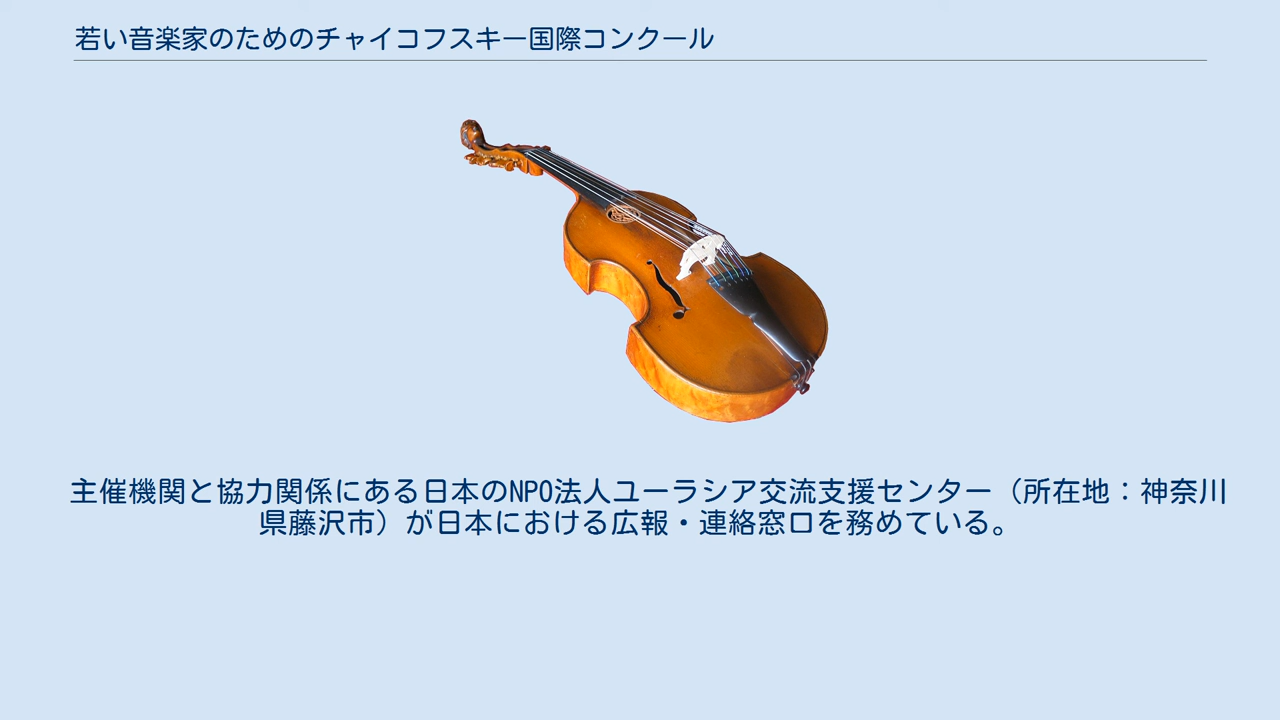 若い音楽家のためのチャイコフスキー国際コンクール
主催機関と協力関係にある日本のNPO法人ユーラシア交流支援センター（所在地：神奈川
県藤沢市）が日本における広報・連絡窓口を務めている。